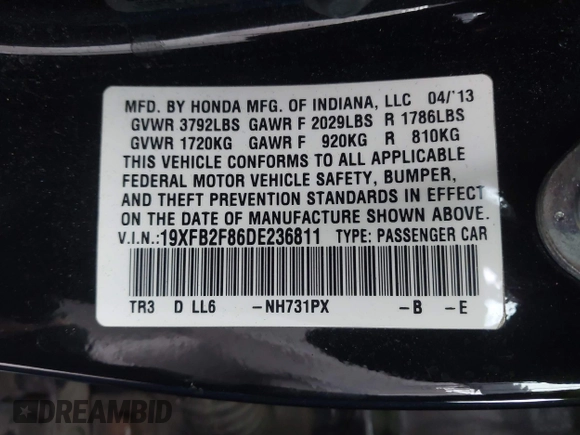 MFD. BY HONDA MFG. OF INDIANA, LLC 04/'13
GVWR 3792LBS GAWR F 2029LBS R 1786LBS
GVWR 1720KG GAWR F 920KG R 810KG
THIS VEHICLE CONFORMS TO ALL APPLICABLE
FEDERAL MOTOR VEHICLE SAFETY, BUMPER,
AND THEFT PREVENTION STANDARDS IN EFFECT
ON THE DATE OF MANUFACTURE SHOWN ABOVE.
V.I.N.:19XFB2F86DE236811 TYPE: PASSENGER CAR
TR3 D LL6 -NH731PX -B -E
DREAMBID